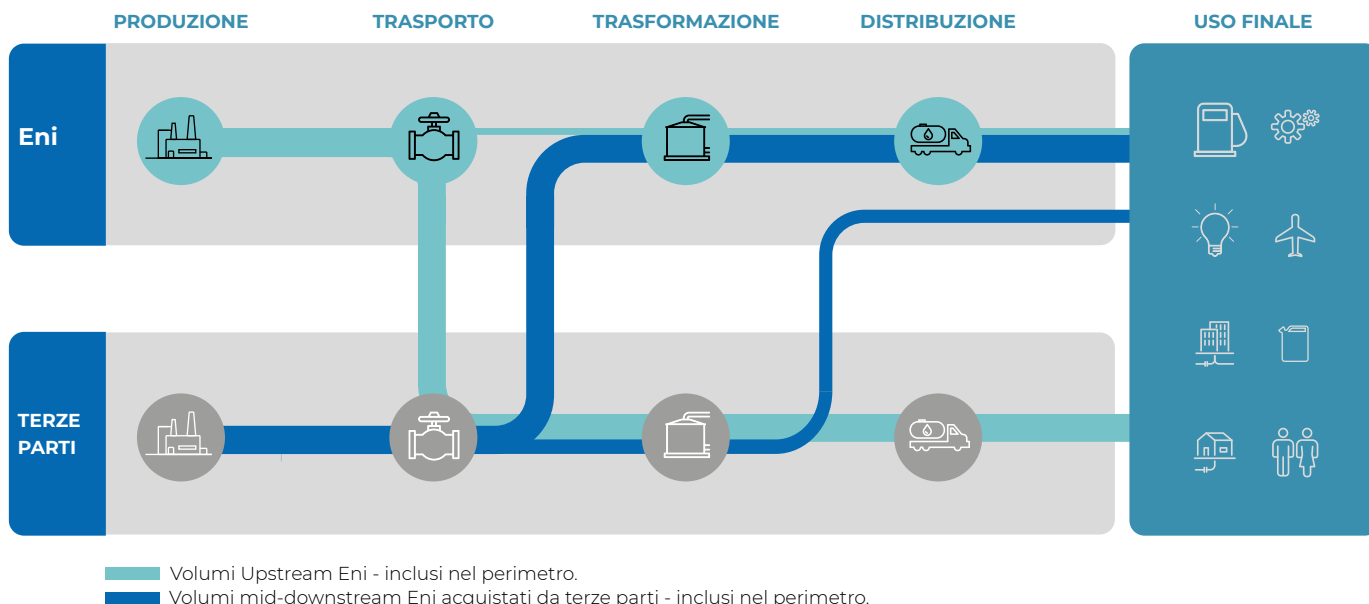 PRODUZIONE TRASPORTO TRASFORMAZIONE DISTRIBUZIONE USO FINALE
Eni
TERZE
PARTI
Volumi Upstream Eni - inclusi nel perimetro.
Volumi mid-downstream Eni acquistati da terze parti - inclusi nel perimetro.